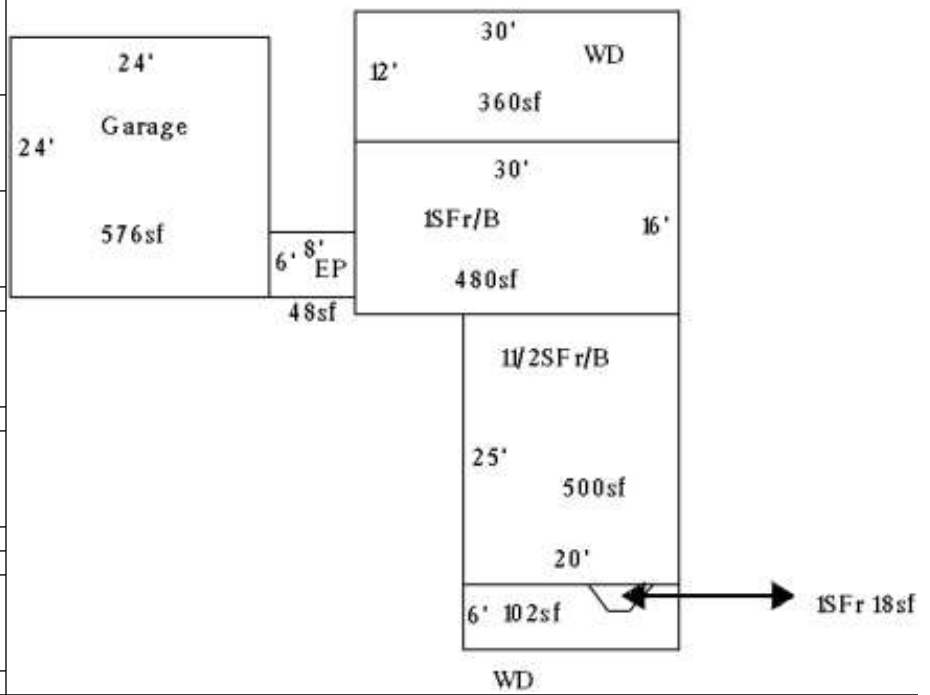 24'
Garage
24'
576sf
30'
WD
12'
360sf
30'
1SFr/B
16'
480sf
8'
6'
EP
48sf
11/2SFr/B
25'
500sf
20'
6' 102sf
1SFr 18sf
WD